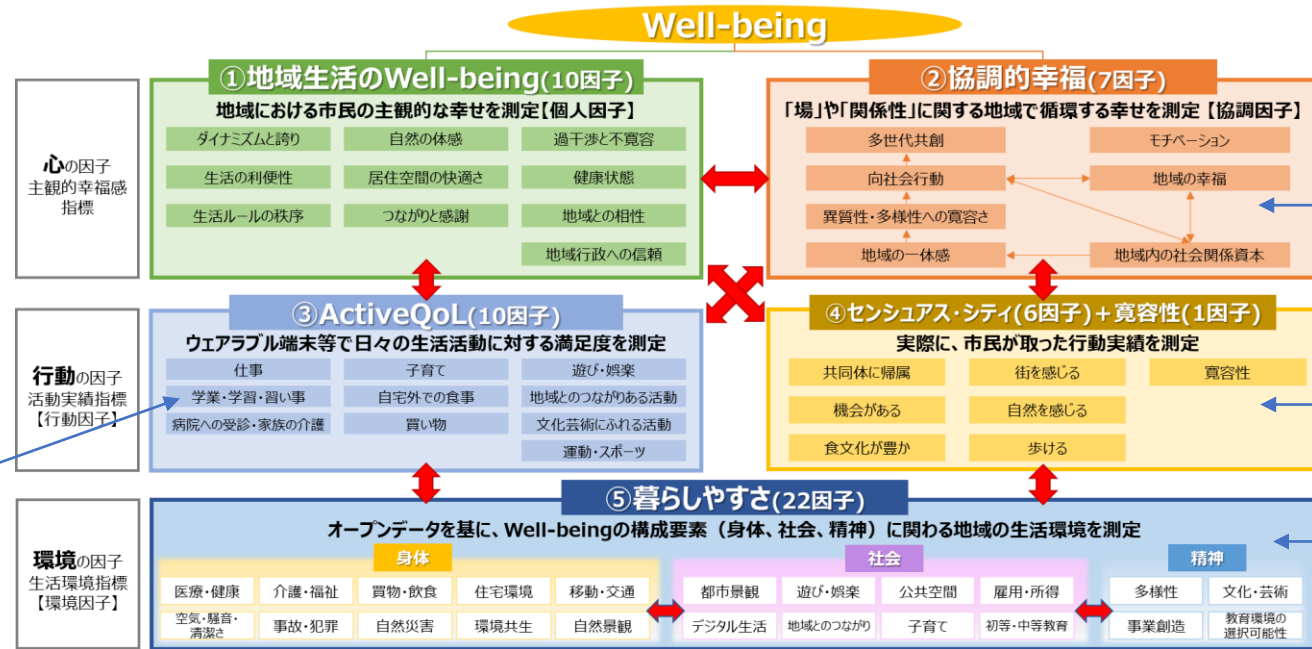 Well-being
①地域生活のWell-being(10因子)
地域における市民の主観的な幸せを測定【個人因子】
ダイナミズムと誇り
自然の体感
過干渉と不寛容
生活の利便性
居住空間の快適さ
健康状態
生活ルールの秩序
つながりと感謝
地域との相性
地域行政への信頼
②協調的幸福(7因子)
「場」や「関係性」に関する地域で循環する幸せを測定【協調因子】
多世代共創
モチベーション
向社会行動
地域の幸福
異質性・多様性への寛容さ
地域の一体感
地域内の社会関係資本
心の因子
主観的幸福感
指標
③ActiveQoL(10因子)
ウェアラブル端末等で日々の生活活動に対する満足度を測定
仕事
子育て
遊び・娯楽
学業・学習・習い事
自宅外での食事
地域とのつながりある活動
病院への受診・家族の介護
買い物
文化芸術にふれる活動
運動・スポーツ
④センシュアス・シティ(6因子)+寛容性(1因子)
実際に、市民が取った行動実績を測定
共同体に帰属
街を感じる
寛容性
機会がある
自然を感じる
食文化が豊か
歩ける
行動の因子
活動実績指標
【行動因子】
⑤暮らしやすさ(22因子)
オープンデータを基に、Well-beingの構成要素（身体、社会、精神）に関わる地域の生活環境を測定
環境の因子
生活環境指標
【環境因子】
身体
医療・健康
介護・福祉
買物・飲食
住宅環境
移動・交通
空気・騒音・
清潔さ
事故・犯罪
自然災害
環境共生
自然景観
社会
都市景観
遊び・娯楽
公共空間
雇用・所得
デジタル生活
地域とのつながり
子育て
初等・中等教育
精神
多様性
文化・芸術
事業創造
教育環境の
選択可能性